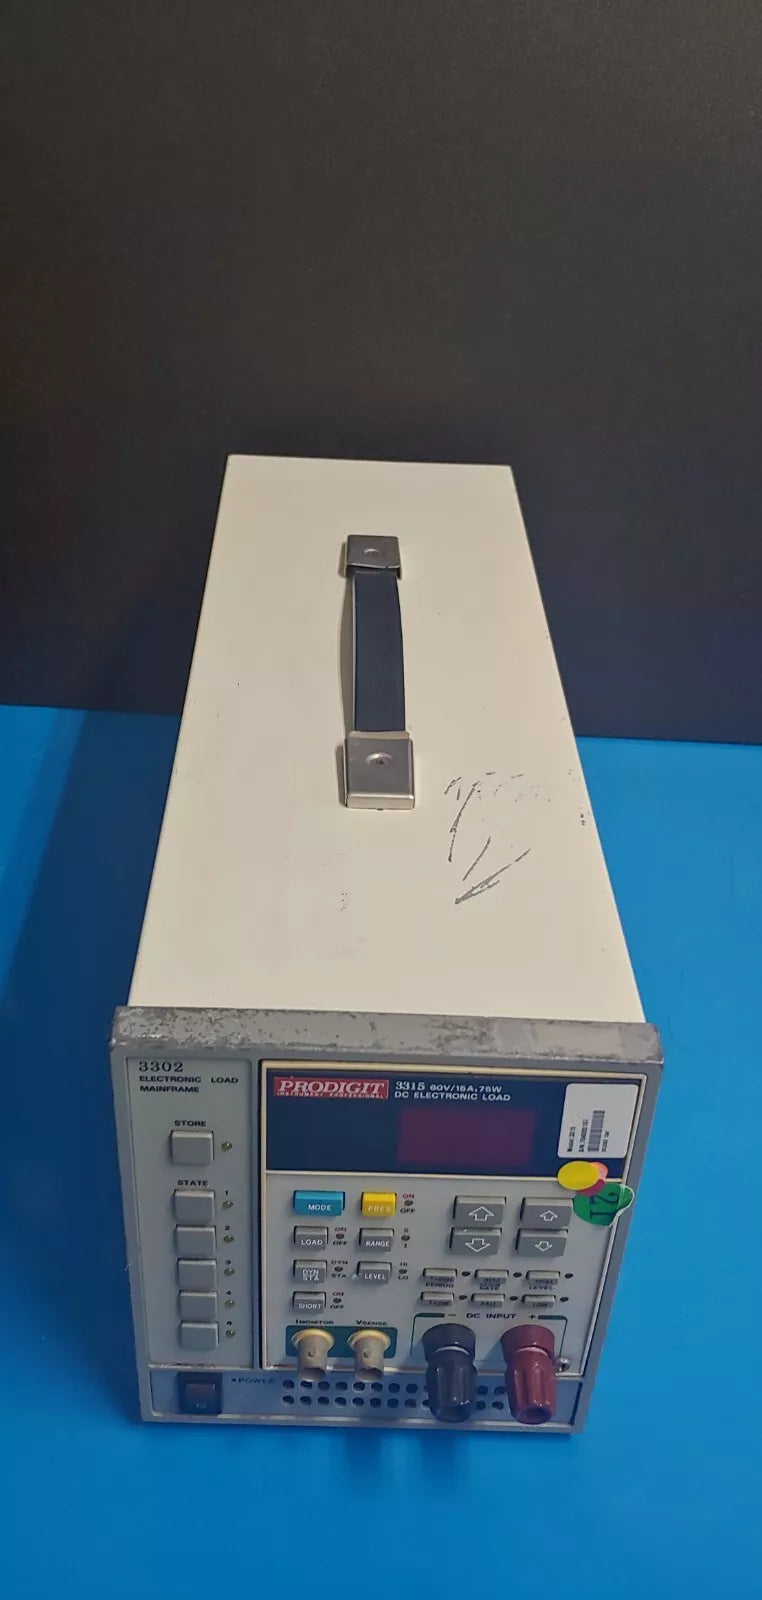 3302
ELECTRONIC LOAD
MAINFRAME
STORE
STATE
1
2
3
4
5
PRODIGIT
INSTRUMENT PROFESSIONAL
3315 60V/15A,75W
DC ELECTRONIC LOAD
21
MODE
PRES
ON
OFF
LOAD
ON
OFF
RANGE
II
I
DYN
STA
DYN
STA
LEVEL
HI
LO
SHORT
ON
OFF
T-HIGH
RISE
HIGH
PERIOD
RATE
LEVEL
T-LOW
FALL
LOW
IMONITOR
VSENSE
- DC INPUT +
POWER